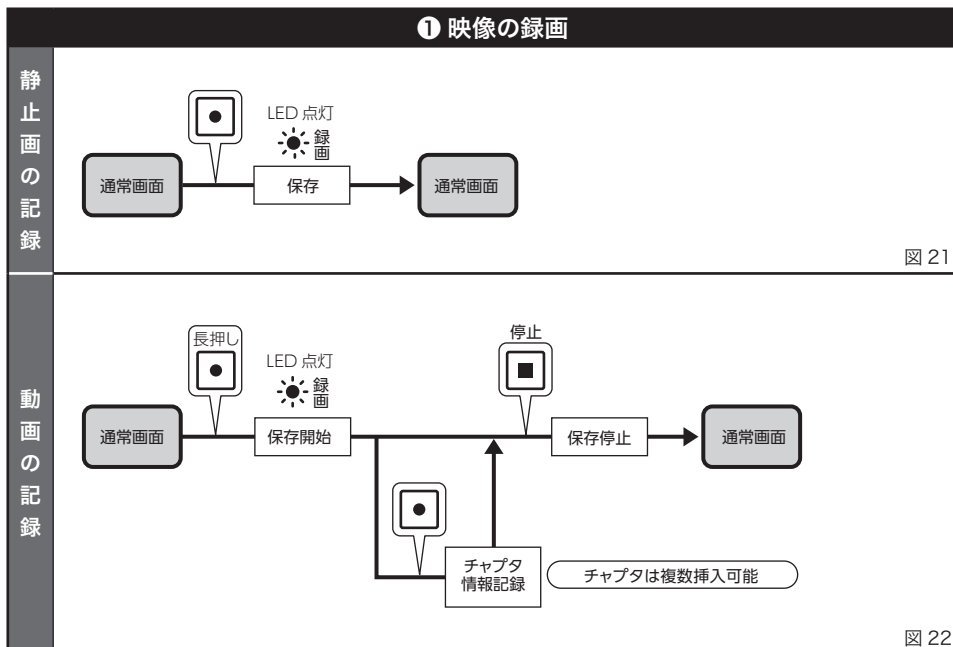 ❶ 映像の録画
静止画の記録
LED 点灯
録画
通常画面
保存
通常画面
図 21
動画の記録
長押し
LED 点灯
録画
停止
通常画面
保存開始
保存停止
通常画面
チャプタ
情報記録
チャプタは複数挿入可能
図 22